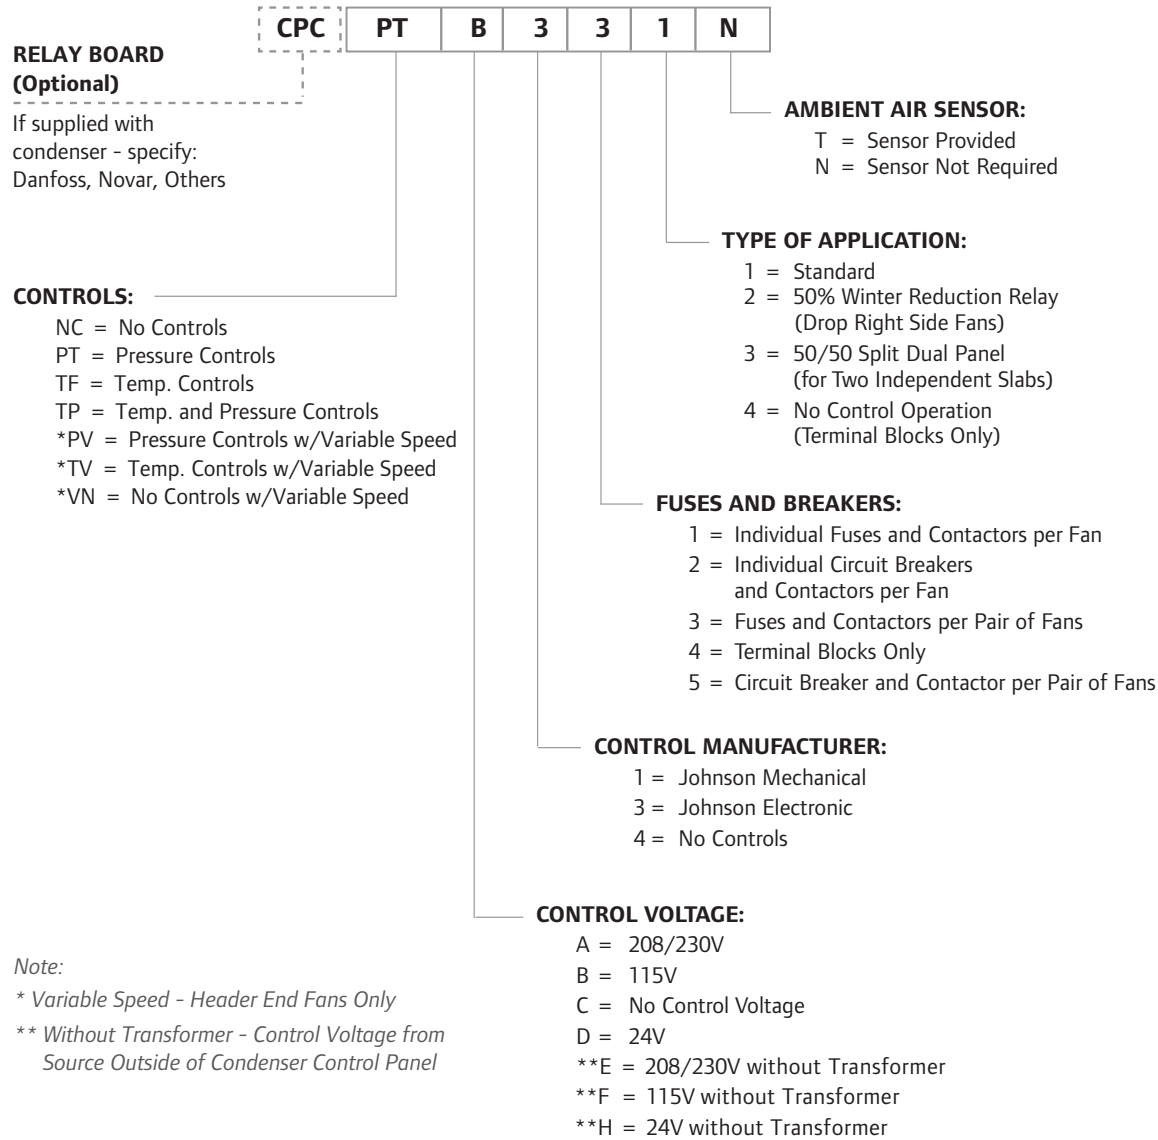 CPC PT B 3 3 1 N
RELAY BOARD
(Optional)
If supplied with
condenser - specify:
Danfoss, Novar, Others
AMBIENT AIR SENSOR:
T = Sensor Provided
N = Sensor Not Required
TYPE OF APPLICATION:
1 = Standard
2 = 50% Winter Reduction Relay
(Drop Right Side Fans)
3 = 50/50 Split Dual Panel
(for Two Independent Slabs)
4 = No Control Operation
(Terminal Blocks Only)
CONTROLS:
NC = No Controls
PT = Pressure Controls
TF = Temp. Controls
TP = Temp. and Pressure Controls
*PV = Pressure Controls w/Variable Speed
*TV = Temp. Controls w/Variable Speed
*VN = No Controls w/Variable Speed
FUSES AND BREAKERS:
1 = Individual Fuses and Contactors per Fan
2 = Individual Circuit Breakers
and Contactors per Fan
3 = Fuses and Contactors per Pair of Fans
4 = Terminal Blocks Only
5 = Circuit Breaker and Contactor per Pair of Fans
CONTROL MANUFACTURER:
1 = Johnson Mechanical
3 = Johnson Electronic
4 = No Controls
CONTROL VOLTAGE:
A = 208/230V
B = 115V
C = No Control Voltage
D = 24V
**E = 208/230V without Transformer
**F = 115V without Transformer
**H = 24V without Transformer
Note:
* Variable Speed - Header End Fans Only
** Without Transformer - Control Voltage from
Source Outside of Condenser Control Panel